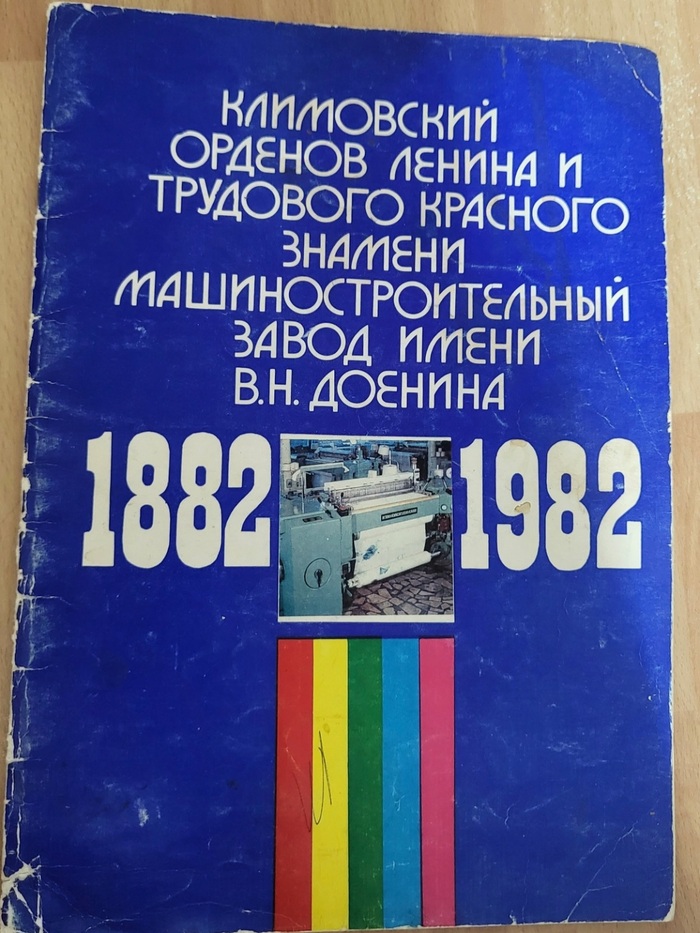 КЛИМОВСКИЙ
ОРДЕНОВ ЛЕНИНА И
ТРУДОВОГО КРАСНОГО
ЗНАМЕНИ
МАШИНОСТРОИТЕЛЬНЫЙ
ЗАВОД ИМЕНИ
В.Н. ДОЕНИНА
1882 1982